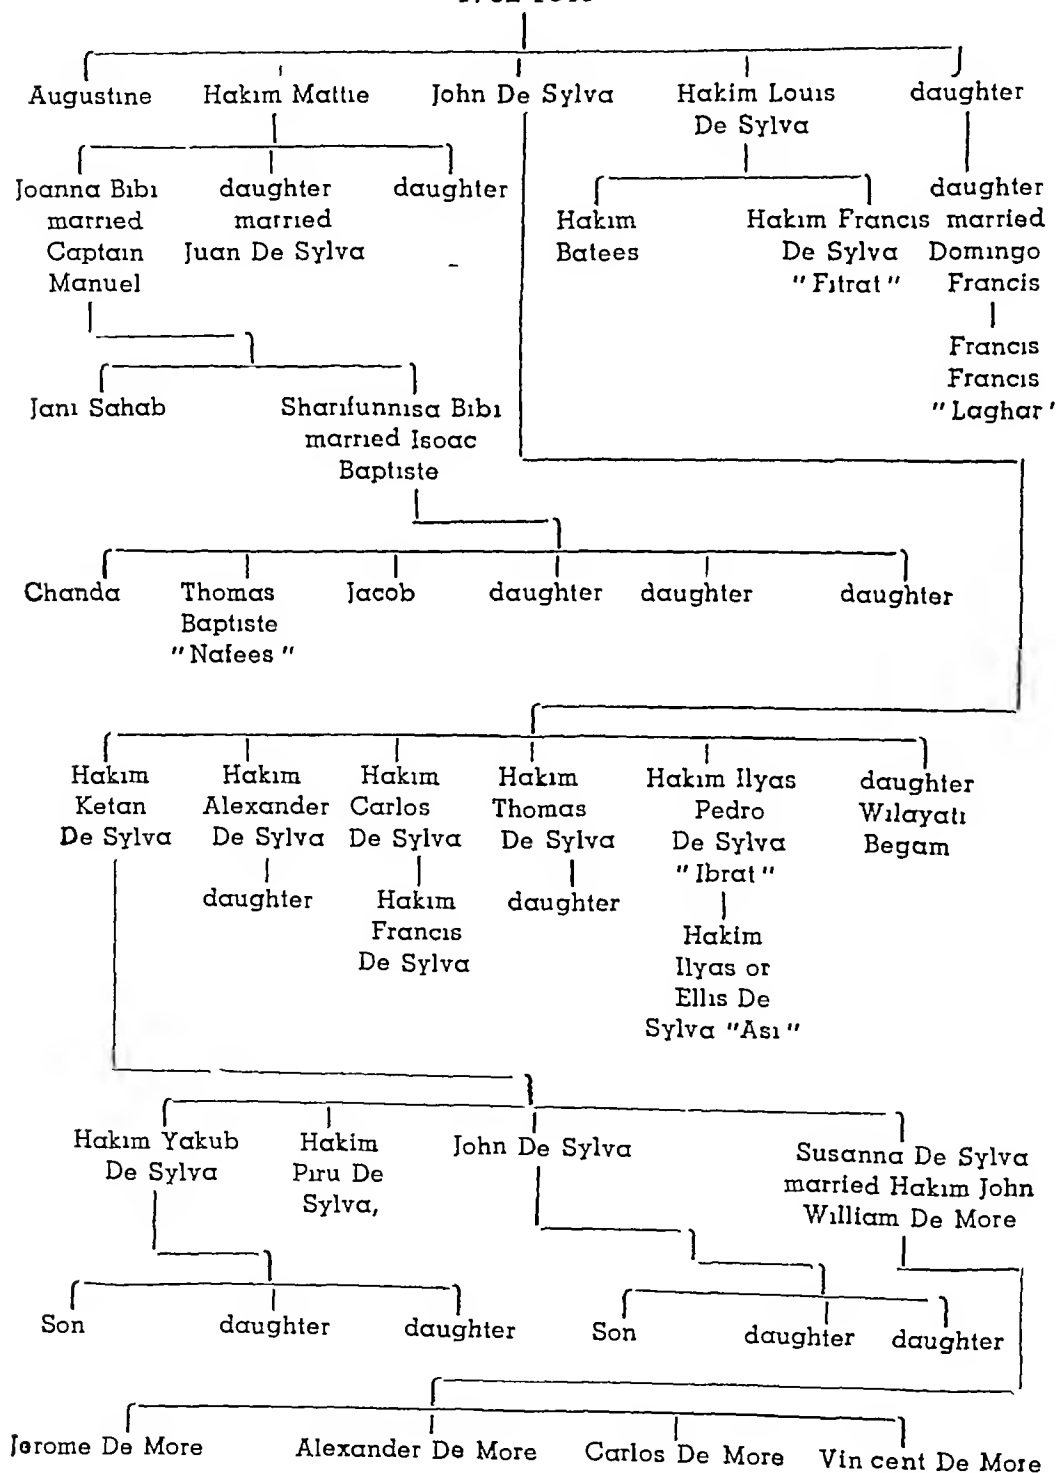 Augustine Hakim Mattie John De Sylva Hakim Louis De Sylva daughter
Joanna Bibi married Captain Manuel
daughter married Juan De Sylva
daughter
Hakim Batees
Hakim Francis De Sylva "Fitrat"
daughter married Domingo Francis
Francis Francis "Laghar"
Jani Sahab
Sharifunnisa Bibi
married Isoac
Baptiste
Chanda
Thomas
Baptiste
"Nafees"
Jacob
daughter
daughter
daughter
Hakim
Ketan
De Sylva
Hakim
Alexander
De Sylva
daughter
Hakim
Carlos
De Sylva
Hakim
Francis
De Sylva
Hakim
Thomas
De Sylva
daughter
Hakim Ilyas
Pedro
De Sylva
"Ibrat"
Hakim
Ilyas or
Ellis De
Sylva "Asi"
daughter
Wilayati
Begam
Hakim Yakub
De Sylva
Hakim
Piru De
Sylva,
John De Sylva
Susanna De Sylva
married Hakim John
William De More
Son
daughter
daughter
Son
daughter
daughter
Jerome De More
Alexander De More
Carlos De More
Vin cent De More